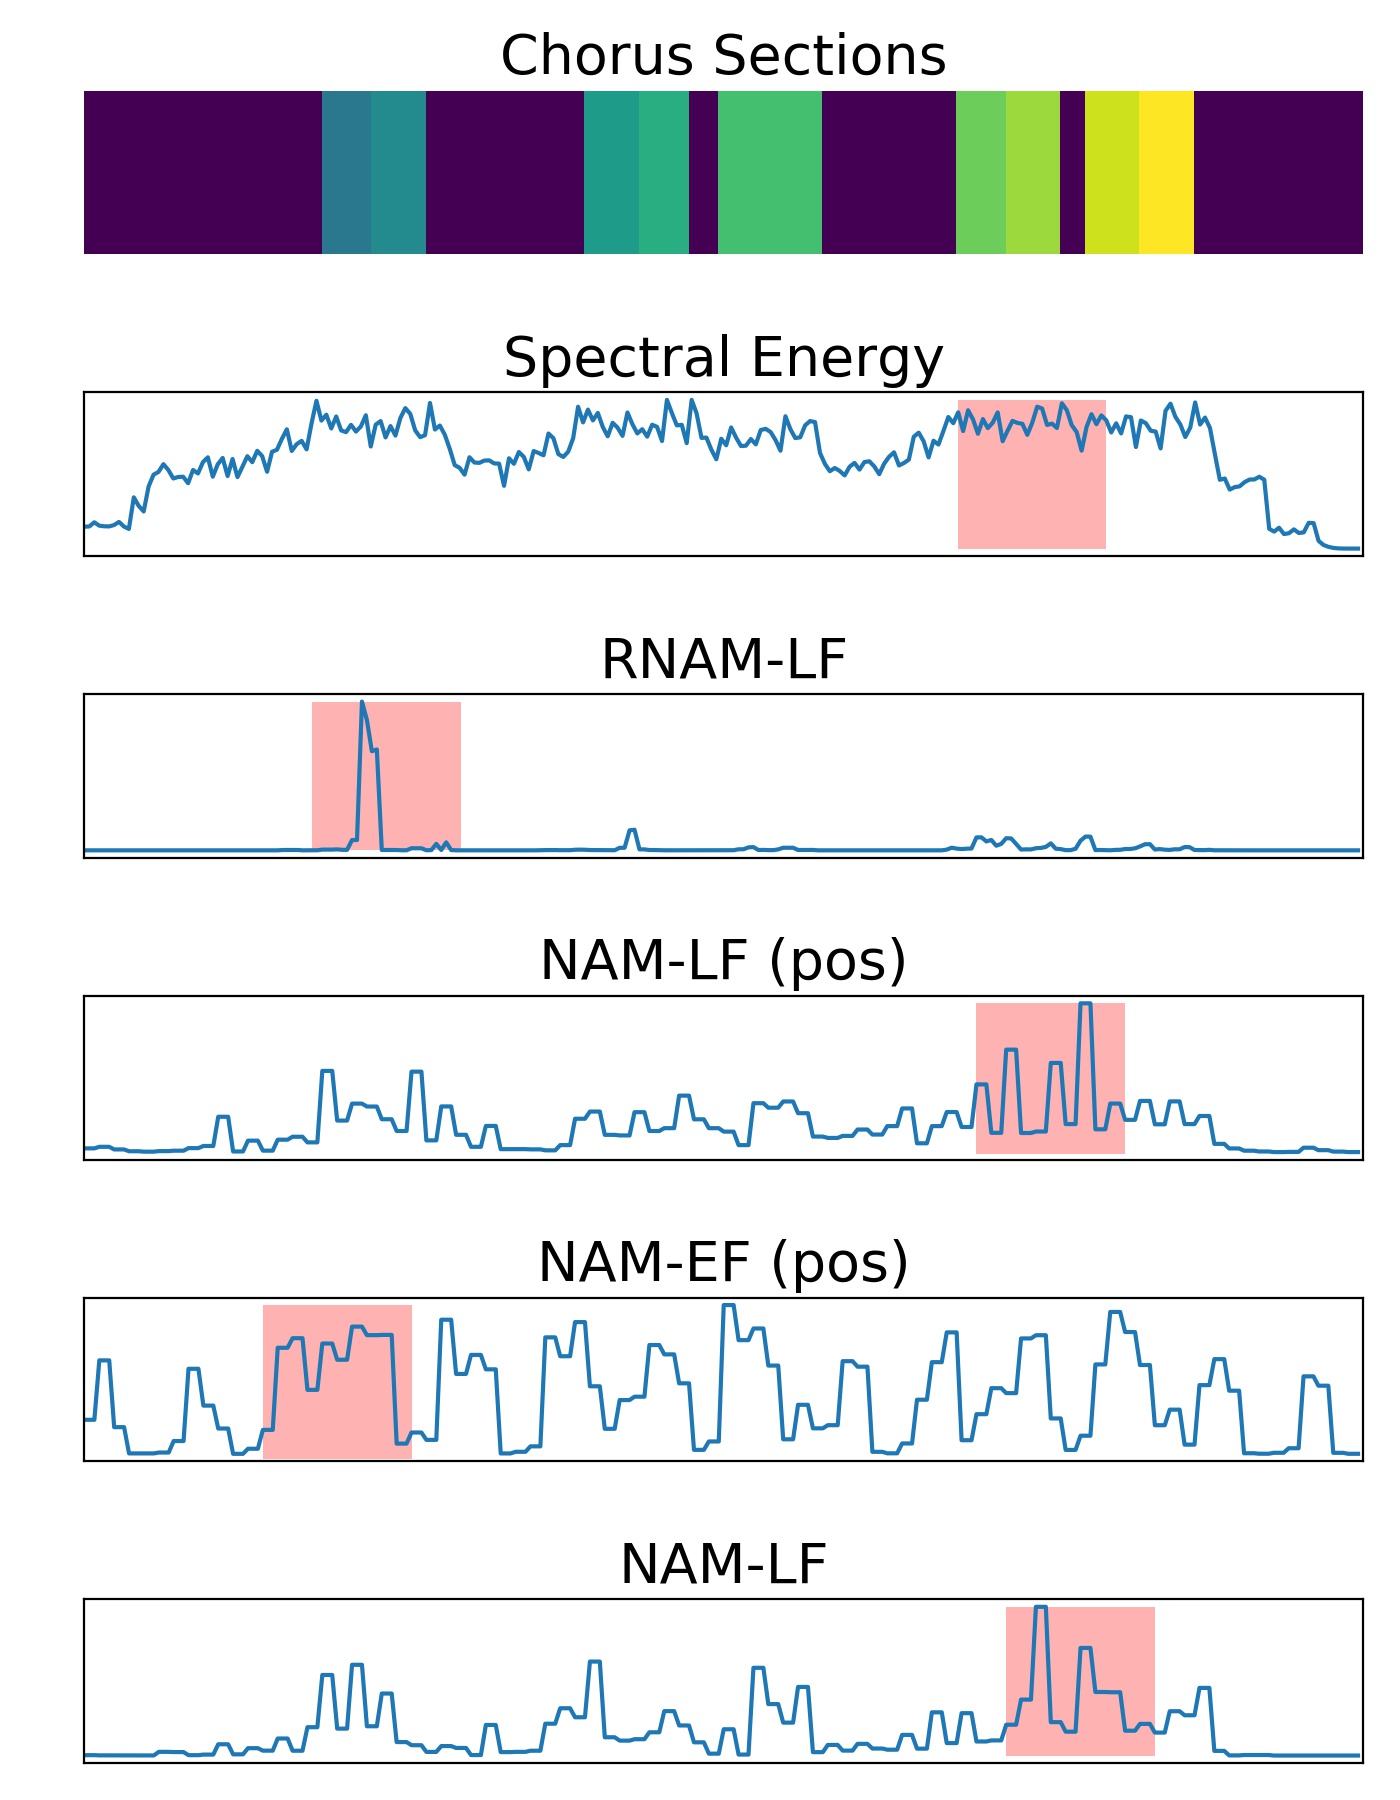 Chorus Sections
Spectral Energy
RNAM-LF
NAM-LF (pos)
NAM-EF (pos)
NAM-LF